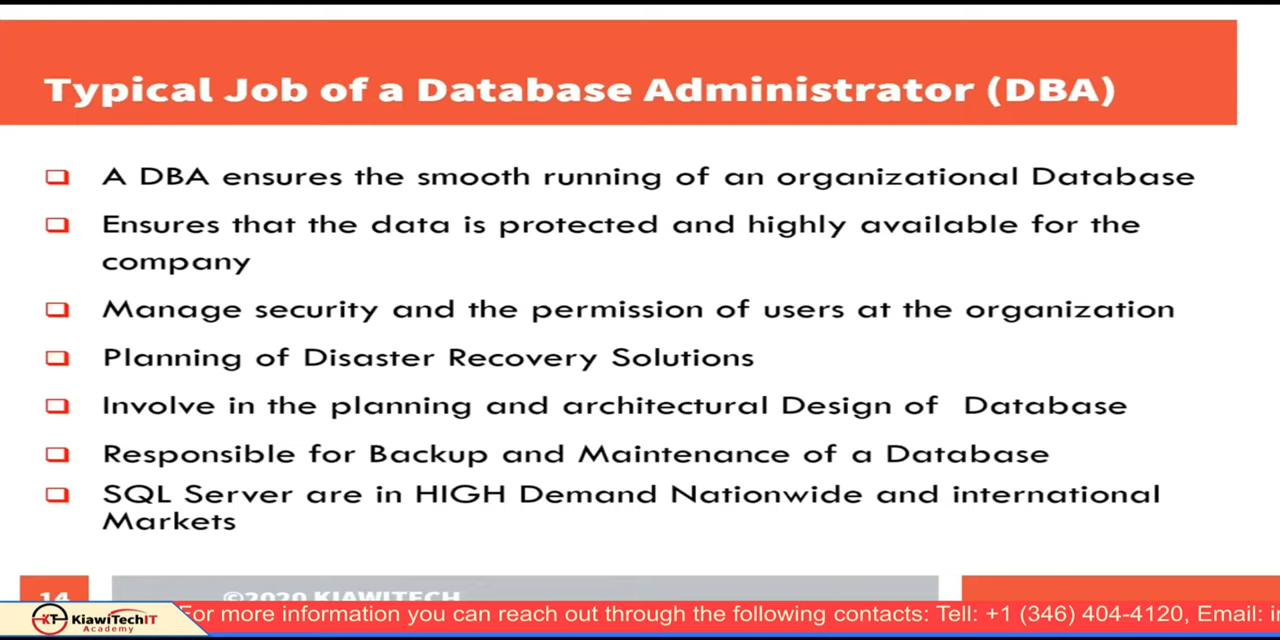 Typical Job of a Database Administrator (DBA)
A DBA ensures the smooth running of an organizational Database
Ensures that the data is protected and highly available for the
company
Manage security and the permission of users at the organization
Planning of Disaster Recovery Solutions
Involve in the planning and architectural Design of Database
Responsible for Backup and Maintenance of a Database
SQL Server are in HIGH Demand Nationwide and international
Markets
14
©2020 KIAWITECH
KT KiawiTechIT
Academy
For more information you can reach out through the following contacts: Tell: +1 (346) 404-4120, Email: i